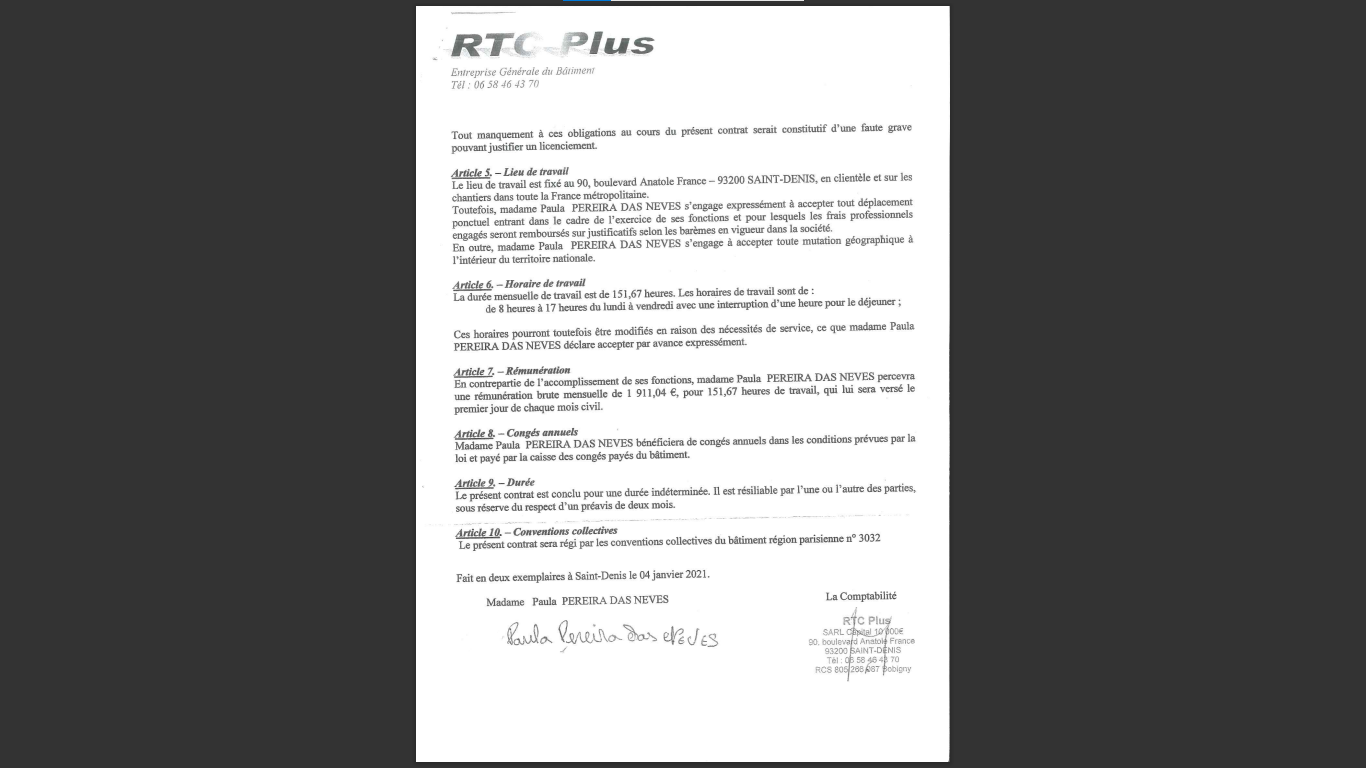 RTC Plus
Entreprise Générale du Bâtiment
Tél : 06 58 46 43 70
Tout manquement à ces obligations au cours du présent contrat serait constitutif d'une faute grave
pouvant justifier un licenciement.
Article 5. – Lieu de travail
Le lieu de travail est fixé au 90, boulevard Anatole France – 93200 SAINT-DENIS, en clientèle et sur les
chantiers dans toute la France métropolitaine.
Toutefois, madame Paula PEREIRA DAS NEVES s'engage expressément à accepter tout déplacement
ponctuel entrant dans le cadre de l'exercice de ses fonctions et pour lesquels les frais professionnels
engagés seront remboursés sur justificatifs selon les barèmes en vigueur dans la société.
En outre, madame Paula PEREIRA DAS NEVES s'engage à accepter toute mutation géographique à
l'intérieur du territoire nationale.
Article 6. – Horaire de travail
La durée mensuelle de travail est de 151,67 heures. Les horaires de travail sont de :
de 8 heures à 17 heures du lundi à vendredi avec une interruption d'une heure pour le déjeuner ;
Ces horaires pourront toutefois être modifiés en raison des nécessités de service, ce que madame Paula
PEREIRA DAS NEVES déclare accepter par avance expressément.
Article 7. – Rémunération
En contrepartie de l'accomplissement de ses fonctions, madame Paula PEREIRA DAS NEVES percevra
une rémunération brute mensuelle de 1 911,04 €, pour 151,67 heures de travail, qui lui sera versé le
premier jour de chaque mois civil.
Article 8. – Congés annuels
Madame Paula PEREIRA DAS NEVES bénéficiera de congés annuels dans les conditions prévues par la
loi et payé par la caisse des congés payés du bâtiment.
Article 9. – Durée
Le présent contrat est conclu pour une durée indéterminée. Il est résiliable par l'une ou l'autre des parties,
sous réserve du respect d'un préavis de deux mois.
Article 10. – Conventions collectives
Le présent contrat sera régi par les conventions collectives du bâtiment région parisienne n° 3032
Fait en deux exemplaires à Saint-Denis le 04 janvier 2021.
Madame Paula PEREIRA DAS NEVES
La Comptabilité
Paula Pereira Das NEVES
RTC Plus
SARL Capital 10 000€
90, boulevard Anatole France
93200 SAINT-DENIS
Tél : 06 58 46 43 70
RCS Bobigny